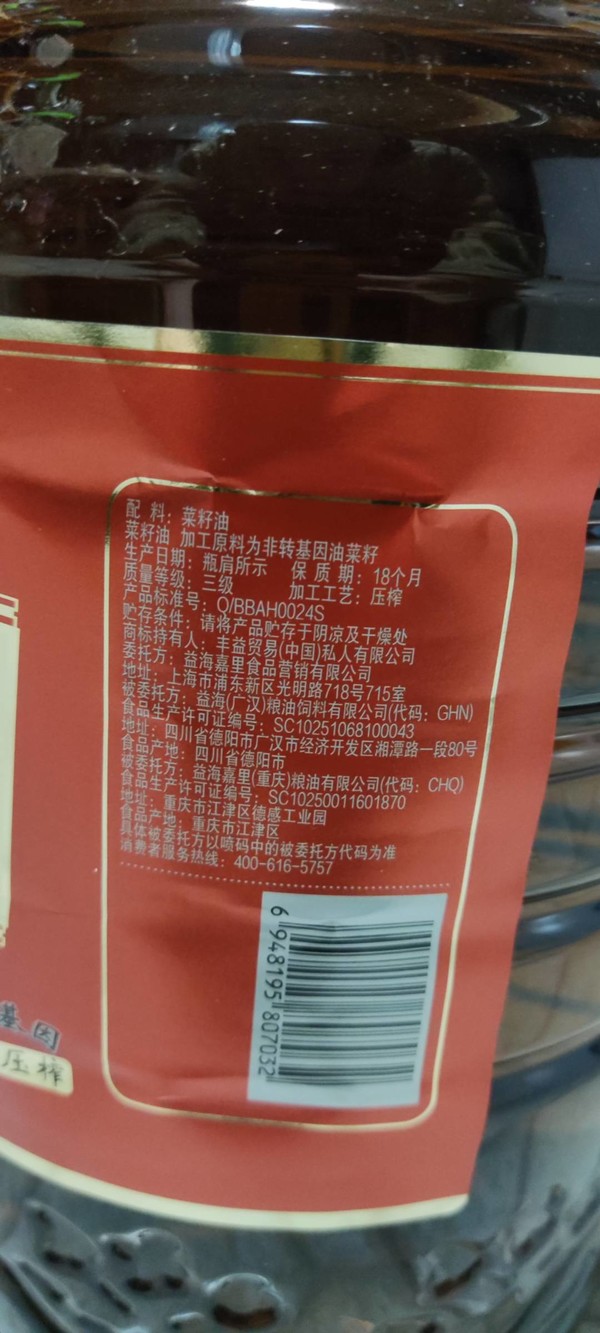 配 料：菜籽油
菜籽油 加工原料为非转基因油菜籽
生产日期：瓶肩所示 保 质 期：18个月
质量等级：三级 加工工艺：压榨
产品标准号：Q/BBAH0024S
贮存条件：请将产品贮存于阴凉及干燥处
商标持有人：丰益贸易(中国)私人有限公司
委托方：益海嘉里食品营销有限公司
地址：上海市浦东新区光明路718号715室
被委托方：益海(广汉)粮油饲料有限公司(代码：GHN)
食品生产许可证编号：SC10251068100043
地址：四川省德阳市广汉市经济开发区湘潭路一段80号
食品产地：四川省德阳市
被委托方：益海嘉里(重庆)粮油有限公司(代码：CHQ)
食品生产许可证编号：SC10250011601870
地址：重庆市江津区德感工业园
食品产地：重庆市江津区
具体被委托方以喷码中的被委托方代码为准
消费者服务热线：400-616-5757
6 948195 807032
基因
压榨